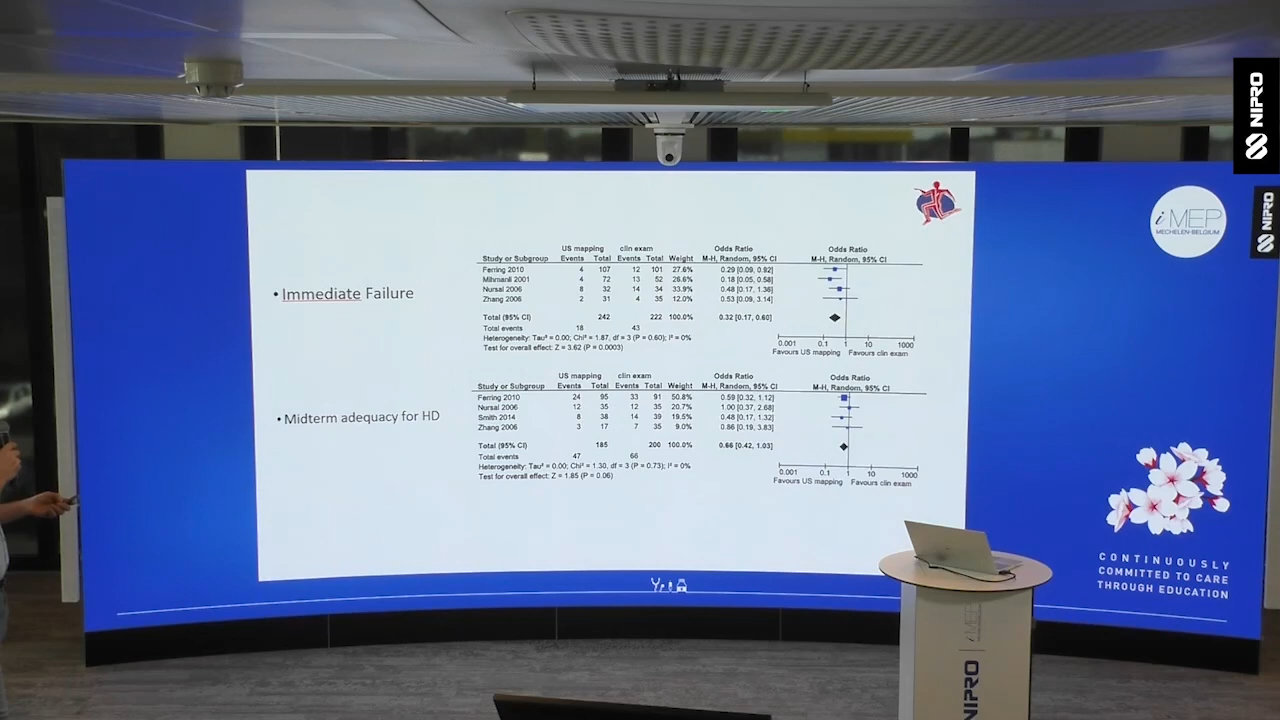 NIPRO
NIPRO
iMEP
MECHELEN-BELGIUM
• Immediate Failure
US mapping clin exam Odds Ratio Odds Ratio
Study or Subgroup Events Total Events Total Weight M-H, Random, 95% CI M-H, Random, 95% CI
Ferring 2010 4 107 12 101 27.6% 0.29 [0.09, 0.92]
Mihmanli 2001 4 72 13 52 26.6% 0.18 [0.05, 0.58]
Nursal 2006 8 32 14 34 33.9% 0.48 [0.17, 1.36]
Zhang 2006 2 31 4 35 12.0% 0.53 [0.09, 3.14]
Total (95% CI) 242 222 100.0% 0.32 [0.17, 0.60]
Total events 18 43
Heterogeneity: Tau² = 0.00; Chi² = 1.87, df = 3 (P = 0.60); I² = 0%
Test for overall effect: Z = 3.62 (P = 0.0003)
0.001 0.1 1 10 1000
Favours US mapping Favours clin exam
• Midterm adequacy for HD
US mapping clin exam Odds Ratio Odds Ratio
Study or Subgroup Events Total Events Total Weight M-H, Random, 95% CI M-H, Random, 95% CI
Ferring 2010 24 95 33 91 50.8% 0.59 [0.32, 1.12]
Nursal 2006 12 35 12 35 20.7% 1.00 [0.37, 2.68]
Smith 2014 8 38 14 39 19.5% 0.48 [0.17, 1.32]
Zhang 2006 3 17 7 35 9.0% 0.86 [0.19, 3.83]
Total (95% CI) 185 200 100.0% 0.66 [0.42, 1.03]
Total events 47 66
Heterogeneity: Tau² = 0.00; Chi² = 1.30, df = 3 (P = 0.73); I² = 0%
Test for overall effect: Z = 1.85 (P = 0.06)
0.001 0.1 1 10 1000
Favours US mapping Favours clin exam
CONTINUOUSLY
COMMITTED TO CARE
THROUGH EDUCATION
NIPRO
iMEP